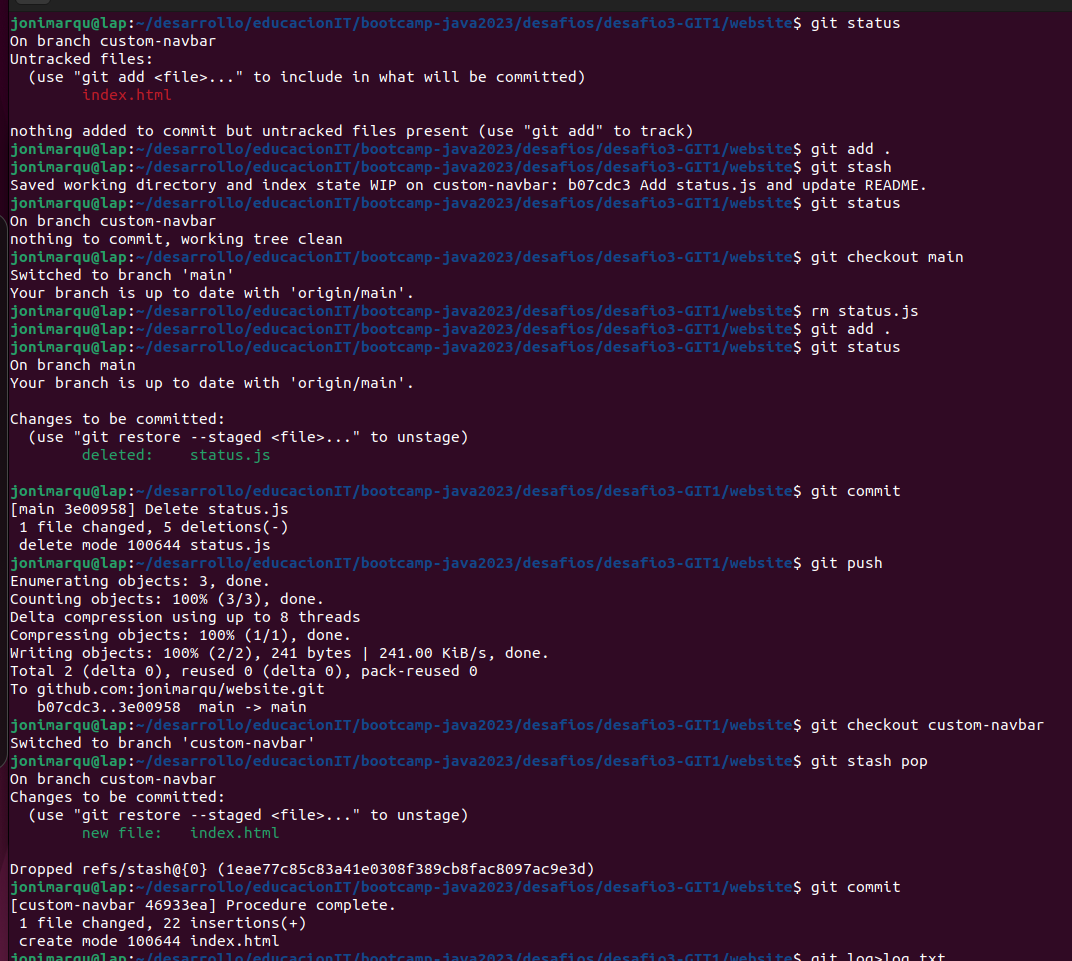 jonimarqu@lap:~/desarrollo/educacionIT/bootcamp-java2023/desafios/desafio3-GIT1/website$ git status
On branch custom-navbar
Untracked files:
  (use "git add <file>..." to include in what will be committed)
        index.html

nothing added to commit but untracked files present (use "git add" to track)
jonimarqu@lap:~/desarrollo/educacionIT/bootcamp-java2023/desafios/desafio3-GIT1/website$ git add .
jonimarqu@lap:~/desarrollo/educacionIT/bootcamp-java2023/desafios/desafio3-GIT1/website$ git stash
Saved working directory and index state WIP on custom-navbar: b07cdc3 Add status.js and update README.
jonimarqu@lap:~/desarrollo/educacionIT/bootcamp-java2023/desafios/desafio3-GIT1/website$ git status
On branch custom-navbar
nothing to commit, working tree clean
jonimarqu@lap:~/desarrollo/educacionIT/bootcamp-java2023/desafios/desafio3-GIT1/website$ git checkout main
Switched to branch 'main'
Your branch is up to date with 'origin/main'.
jonimarqu@lap:~/desarrollo/educacionIT/bootcamp-java2023/desafios/desafio3-GIT1/website$ rm status.js
jonimarqu@lap:~/desarrollo/educacionIT/bootcamp-java2023/desafios/desafio3-GIT1/website$ git add .
jonimarqu@lap:~/desarrollo/educacionIT/bootcamp-java2023/desafios/desafio3-GIT1/website$ git status
On branch main
Your branch is up to date with 'origin/main'.

Changes to be committed:
  (use "git restore --staged <file>..." to unstage)
        deleted:    status.js

jonimarqu@lap:~/desarrollo/educacionIT/bootcamp-java2023/desafios/desafio3-GIT1/website$ git commit
[main 3e00958] Delete status.js
 1 file changed, 5 deletions(-)
 delete mode 100644 status.js
jonimarqu@lap:~/desarrollo/educacionIT/bootcamp-java2023/desafios/desafio3-GIT1/website$ git push
Enumerating objects: 3, done.
Counting objects: 100% (3/3), done.
Delta compression using up to 8 threads
Compressing objects: 100% (1/1), done.
Writing objects: 100% (2/2), 241 bytes | 241.00 KiB/s, done.
Total 2 (delta 0), reused 0 (delta 0), pack-reused 0
To github.com:jonimarqu/website.git
   b07cdc3..3e00958  main -> main
jonimarqu@lap:~/desarrollo/educacionIT/bootcamp-java2023/desafios/desafio3-GIT1/website$ git checkout custom-navbar
Switched to branch 'custom-navbar'
jonimarqu@lap:~/desarrollo/educacionIT/bootcamp-java2023/desafios/desafio3-GIT1/website$ git stash pop
On branch custom-navbar
Changes to be committed:
  (use "git restore --staged <file>..." to unstage)
        new file:   index.html

Dropped refs/stash@{0} (1eae77c85c83a41e0308f389cb8fac8097ac9e3d)
jonimarqu@lap:~/desarrollo/educacionIT/bootcamp-java2023/desafios/desafio3-GIT1/website$ git commit
[custom-navbar 46933ea] Procedure complete.
 1 file changed, 22 insertions(+)
 create mode 100644 index.html
jonimarqu@lap:~/desarrollo/educacionIT/bootcamp-java2023/desafios/desafio3-GIT1/website$ git log>log.txt